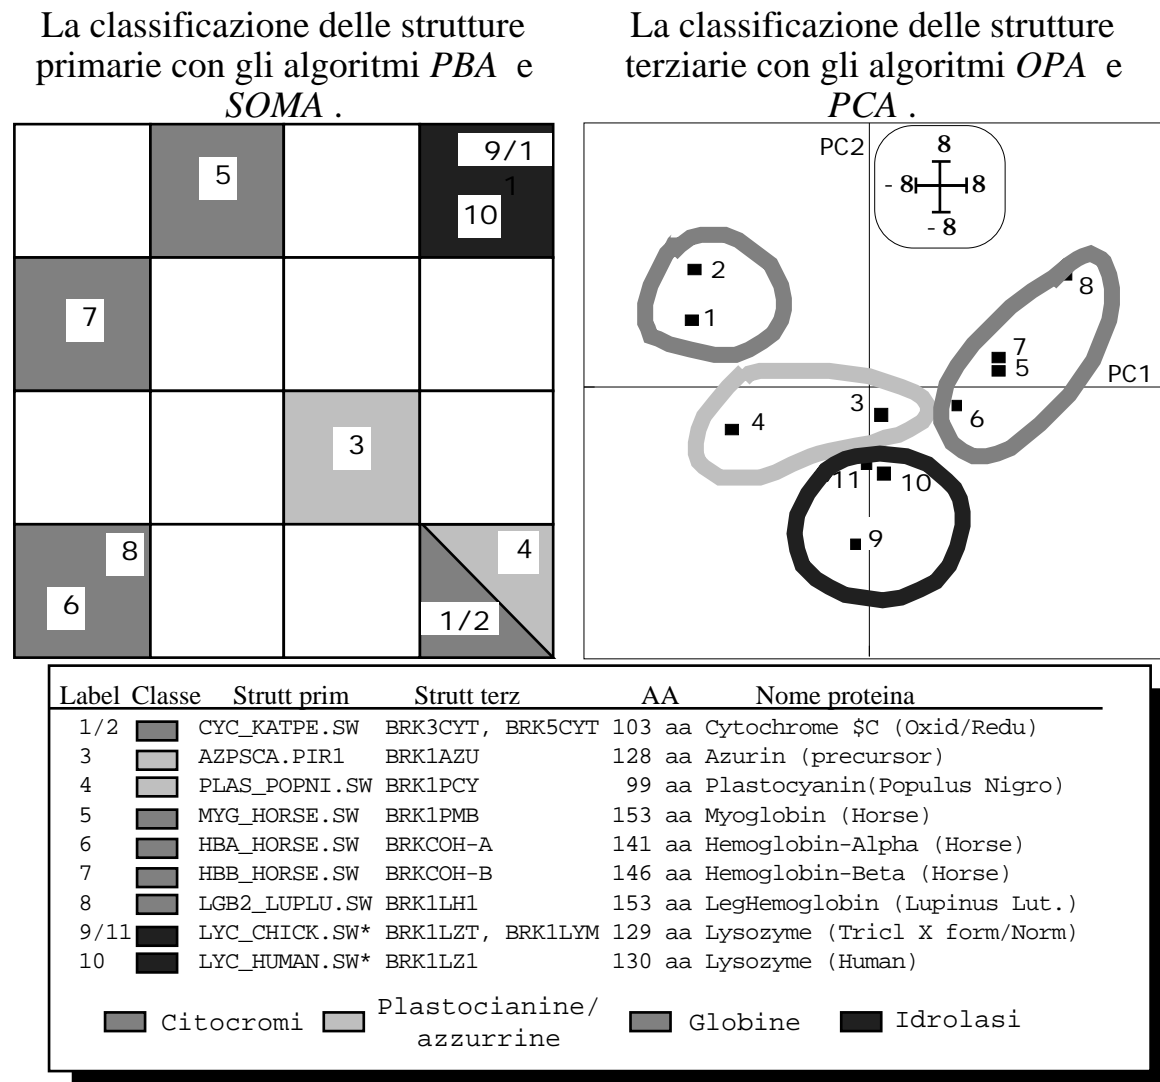 La classificazione delle strutture
primarie con gli algoritmi PBA e
SOMA .
La classificazione delle strutture
terziarie con gli algoritmi OPA e
PCA .
5
9/1
1
10
7
3
8
6
4
1/2
PC2
8
- 8 8
- 8
2
1
8
7
5
PC1
3
6
4
11
10
9
Label Classe Strutt prim Strutt terz AA Nome proteina
1/2 CYC_KATPE.SW BRK3CYT, BRK5CYT 103 aa Cytochrome $C (Oxid/Redu)
3 AZPSCA.PIR1 BRK1AZU 128 aa Azurin (precursor)
4 PLAS_POPNI.SW BRK1PCY 99 aa Plastocyanin(Populus Nigro)
5 MYG_HORSE.SW BRK1PMB 153 aa Myoglobin (Horse)
6 HBA_HORSE.SW BRKCOH-A 141 aa Hemoglobin-Alpha (Horse)
7 HBB_HORSE.SW BRKCOH-B 146 aa Hemoglobin-Beta (Horse)
8 LGB2_LUPLU.SW BRK1LH1 153 aa LegHemoglobin (Lupinus Lut.)
9/11 LYC_CHICK.SW* BRK1LZT, BRK1LYM 129 aa Lysozyme (Tricl X form/Norm)
10 LYC_HUMAN.SW* BRK1LZ1 130 aa Lysozyme (Human)
Citocromi Plastocianine/ Globine Idrolasi
azzurrine